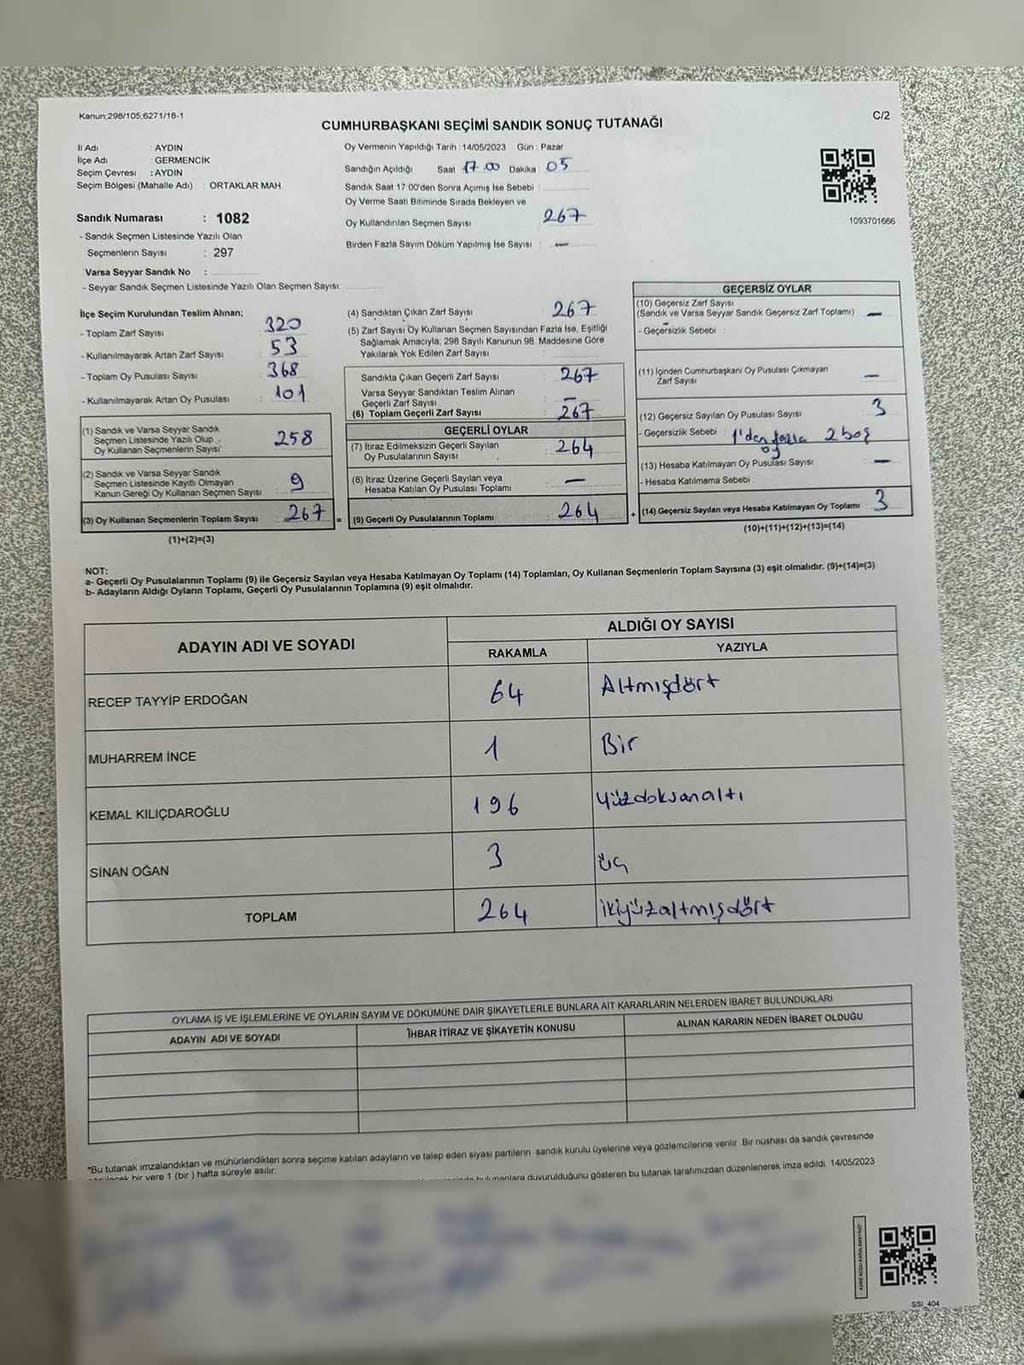 Kanun;298/105,6271/18-1
C/2
CUMHURBAŞKANI SEÇİMİ SANDIK SONUÇ TUTANAĞI
İl Adı : AYDIN
İlçe Adı : GERMENCİK
Seçim Çevresi : AYDIN
Seçim Bölgesi (Mahalle Adı) : ORTAKLAR MAH.
Oy Vermenin Yapıldığı Tarih : 14/05/2023 Gün : Pazar
Sandığın Açıldığı Saat 17.00 Dakika : 05
Sandık Saat 17.00'den Sonra Açımış İse Sebebi :
Oy Verme Saati Bitiminde Sırada Bekleyen ve
Oy Kullandırılan Seçmen Sayısı 267
Birden Fazla Sayım Döküm Yapılmış İse Sayısı : —
1093701666
Sandık Numarası : 1082
- Sandık Seçmen Listesinde Yazılı Olan
Seçmenlerin Sayısı : 297
Varsa Seyyar Sandık No :
- Seyyar Sandık Seçmen Listesinde Yazılı Olan Seçmen Sayısı:
İlçe Seçim Kurulundan Teslim Alınan;
- Toplam Zarf Sayısı : 320
- Kullanılmayarak Artan Zarf Sayısı : 53
- Toplam Oy Pusulası Sayısı : 368
- Kullanılmayarak Artan Oy Pusulası : 101
(1) Sandık ve Varsa Seyyar Sandık
Seçmen Listesinde Yazılı Olup
Oy Kullanan Seçmenlerin Sayısı 258
(2) Sandık ve Varsa Seyyar Sandık
Seçmen Listesinde Kayıtlı Olmayan
Kanun Gereği Oy Kullanan Seçmen Sayısı 9
(3) Oy Kullanan Seçmenlerin Toplam Sayısı 267 =
(1)+(2)=(3)
(4) Sandıktan Çıkan Zarf Sayısı : 267
(5) Zarf Sayısı Oy Kullanan Seçmen Sayısından Fazla İse, Eşitliği
Sağlamak Amacıyla, 298 Sayılı Kanunun 98. Maddesine Göre
Yakılarak Yok Edilen Zarf Sayısı :
Sandıkta Çıkan Geçerli Zarf Sayısı : 267
Varsa Seyyar Sandıktan Teslim Alınan
Geçerli Zarf Sayısı : —
(6) Toplam Geçerli Zarf Sayısı : 267
GEÇERLİ OYLAR
(7) İtiraz Edilmeksizin Geçerli Sayılan
Oy Pusulalarının Sayısı : 264
(8) İtiraz Üzerine Geçerli Sayılan veya
Hesaba Katılan Oy Pusulası Toplamı : —
(9) Geçerli Oy Pusulalarının Toplamı : 264 +
GEÇERSİZ OYLAR
(10) Geçersiz Zarf Sayısı
(Sandık ve Varsa Seyyar Sandık Geçersiz Zarf Toplamı) : —
- Geçersizlik Sebebi :
(11) İçinden Cumhurbaşkanı Oy Pusulası Çıkmayan
Zarf Sayısı : —
(12) Geçersiz Sayılan Oy Pusulası Sayısı : 3
- Geçersizlik Sebebi : 1'den fazla 2 boş
oy
(13) Hesaba Katılmayan Oy Pusulası Sayısı : —
- Hesaba Katılmama Sebebi :
(14) Geçersiz Sayılan veya Hesaba Katılmayan Oy Toplamı : 3
(10)+(11)+(12)+(13)=(14)
NOT:
a- Geçerli Oy Pusulalarının Toplamı (9) ile Geçersiz Sayılan veya Hesaba Katılmayan Oy Toplamı (14) Toplamları, Oy Kullanan Seçmenlerin Toplam Sayısına (3) eşit olmalıdır. (9)+(14)=(3)
b- Adayların Aldığı Oyların Toplamı, Geçerli Oy Pusulalarının Toplamına (9) eşit olmalıdır.
ADAYIN ADI VE SOYADI ALDIĞI OY SAYISI
RAKAMLA YAZIYLA
RECEP TAYYİP ERDOĞAN 64 Altmışdört
MUHARREM İNCE 1 Bir
KEMAL KILIÇDAROĞLU 196 yüzdoksanaltı
SİNAN OĞAN 3 üç
TOPLAM 264 ikiyüzaltmışdört
OYLAMA İŞ VE İŞLEMLERİNE VE OYLARIN SAYIM VE DÖKÜMÜNE DAİR ŞİKAYETLERLE BUNLARA AİT KARARLARIN NELERDEN İBARET BULUNDUKLARI
ADAYIN ADI VE SOYADI İHBAR İTİRAZ VE ŞİKAYETİN KONUSU ALINAN KARARIN NEDEN İBARET OLDUĞU
*Bu tutanak imzalandıktan ve mühürlendikten sonra seçime katılan adayların ve talep eden siyasi partilerin sandık kurulu üyelerine veya gözlemcilerine verilir. Bir nüshası da sandık çevresinde
bir yere 1 (bir) hafta süreyle asılır.
duyurulduğunu gösteren bu tutanak tarafımızdan düzenlenerek imza edildi. 14/05/2023
SSI_404